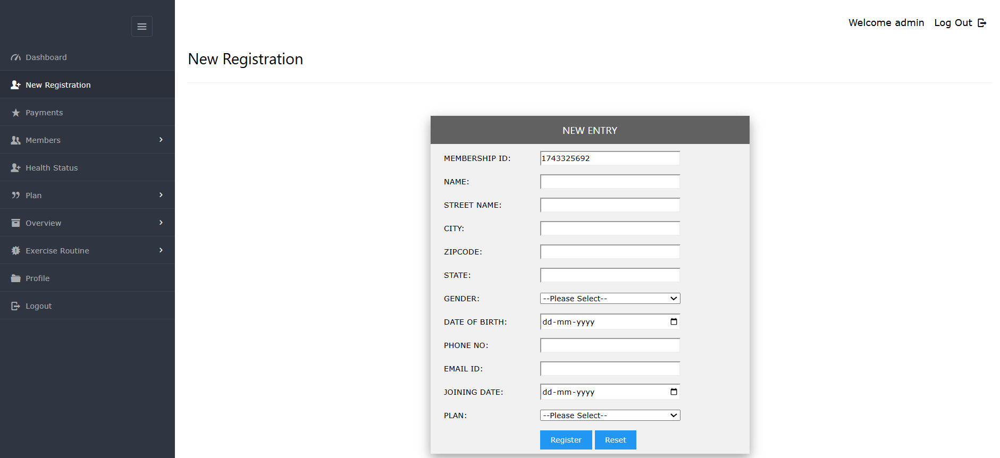 Welcome admin Log Out
Dashboard
New Registration
Payments
Members
Health Status
Plan
Overview
Exercise Routine
Profile
Logout
New Registration
NEW ENTRY
MEMBERSHIP ID: 1743325692
NAME:
STREET NAME:
CITY:
ZIPCODE:
STATE:
GENDER: --Please Select--
DATE OF BIRTH: dd-mm-yyyy
PHONE NO:
EMAIL ID:
JOINING DATE: dd-mm-yyyy
PLAN: --Please Select--
Register Reset